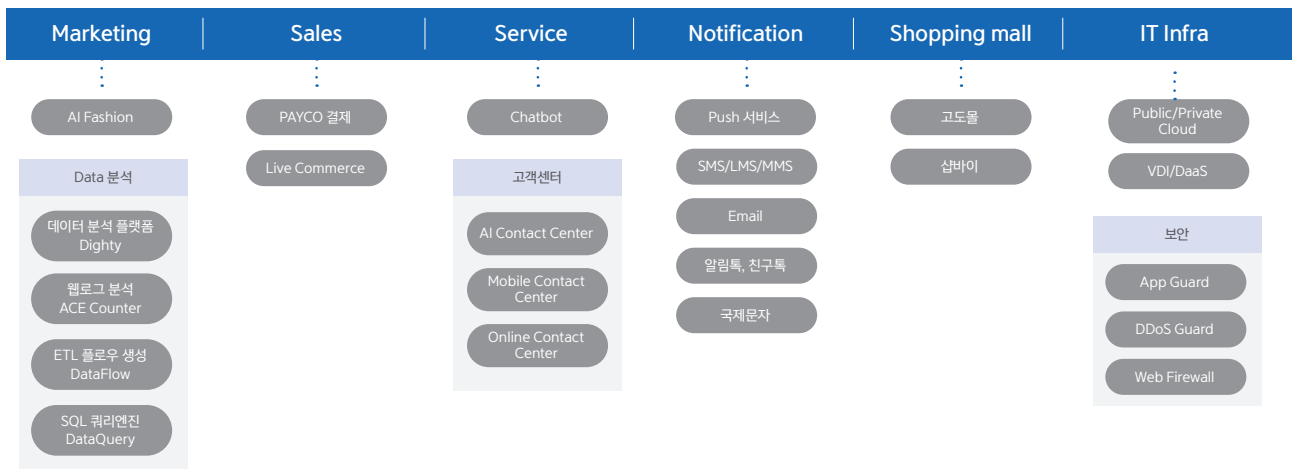 Marketing
Sales
Service
Notification
Shopping mall
IT Infra
AI Fashion
Data 분석
데이터 분석 플랫폼
Dighty
웹로그 분석
ACE Counter
ETL 플로우 생성
DataFlow
SQL 쿼리엔진
DataQuery
PAYCO 결제
Live Commerce
Chatbot
고객센터
AI Contact Center
Mobile Contact
Center
Online Contact
Center
Push 서비스
SMS/LMS/MMS
Email
알림톡, 친구톡
국제문자
고도몰
샵바이
Public/Private
Cloud
VDI/DaaS
보안
App Guard
DDoS Guard
Web Firewall